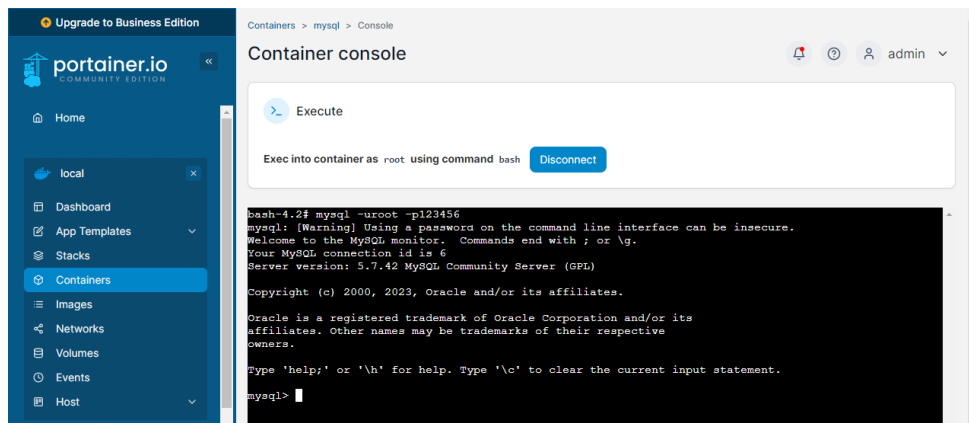 Upgrade to Business Edition
portainer.io
COMMUNITY EDITION
Home
local
Dashboard
App Templates
Stacks
Containers
Images
Networks
Volumes
Events
Host
Containers > mysql > Console
Container console
admin
Execute
Exec into container as root using command bash Disconnect
bash-4.2# mysql -uroot -p123456
mysql: [Warning] Using a password on the command line interface can be insecure.
Welcome to the MySQL monitor.  Commands end with ; or \g.
Your MySQL connection id is 6
Server version: 5.7.42 MySQL Community Server (GPL)
Copyright (c) 2000, 2023, Oracle and/or its affiliates.
Oracle is a registered trademark of Oracle Corporation and/or its
affiliates. Other names may be trademarks of their respective
owners.
Type 'help;' or '\h' for help. Type '\c' to clear the current input statement.
mysql>